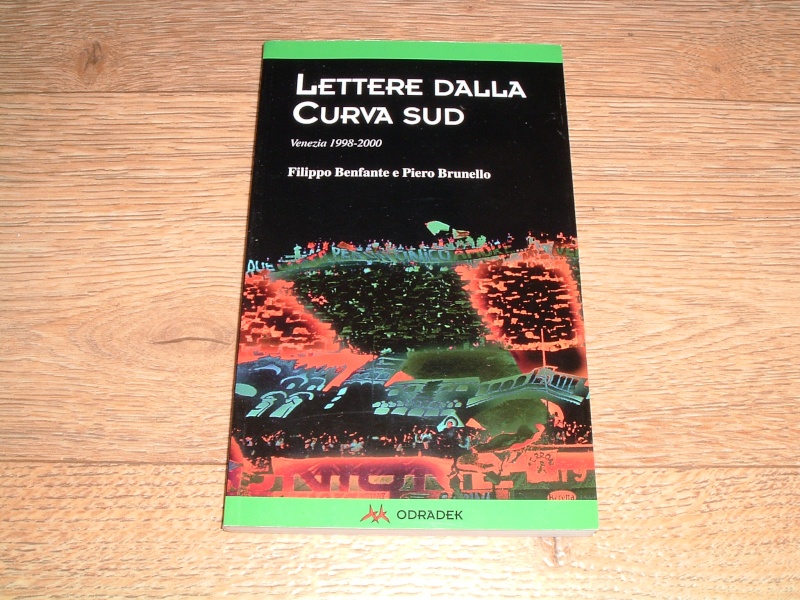 LETTERE DALLA
CURVA SUD
Venezia 1998-2000
Filippo Benfante e Piero Brunello
ODRADEK